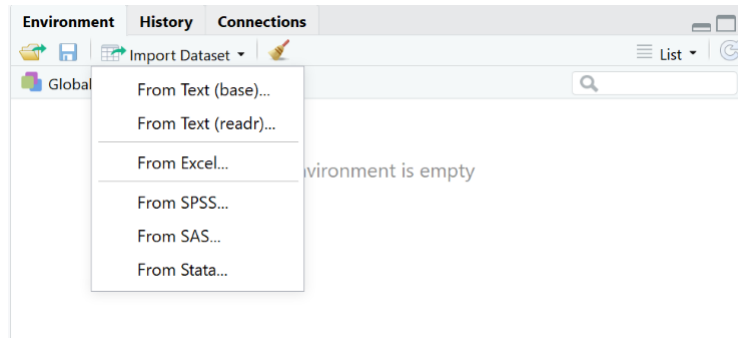 Environment History Connections
Import Dataset List
Global
From Text (base)...
From Text (readr)...
From Excel...
vironment is empty
From SPSS...
From SAS...
From Stata...